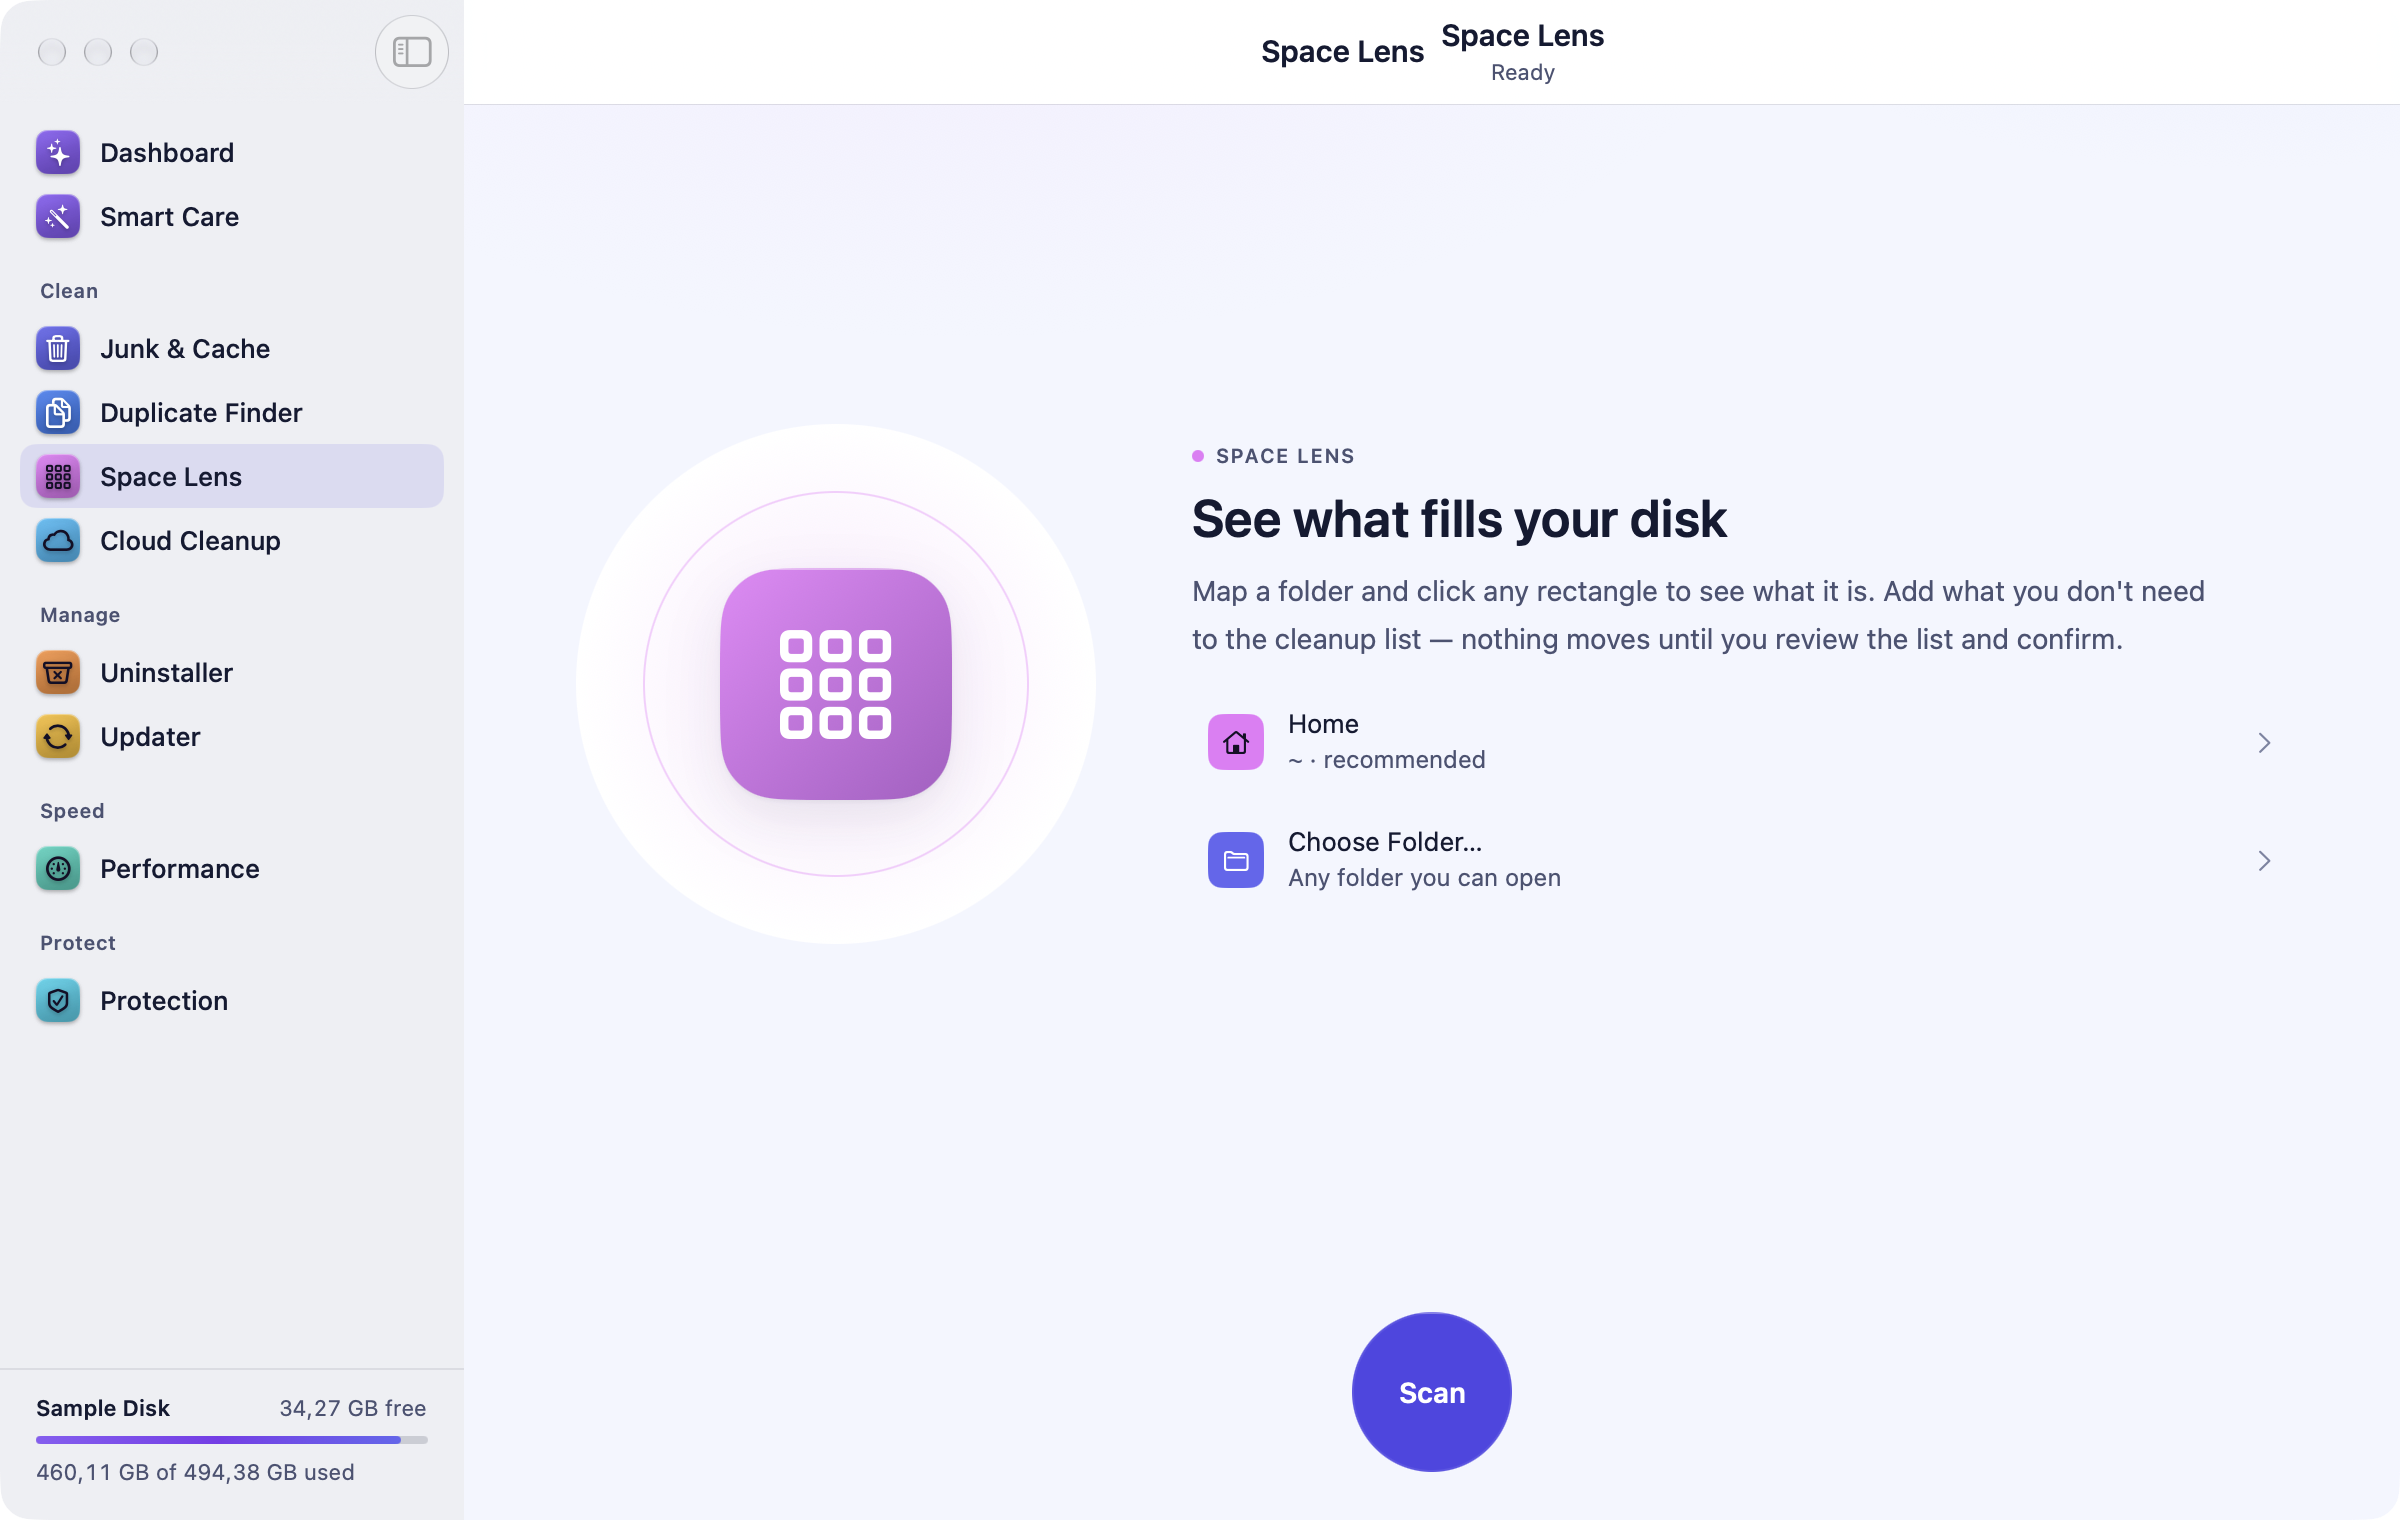 Space Lens
Space Lens
Ready
Dashboard
Smart Care
Clean
Junk & Cache
Duplicate Finder
Space Lens
Cloud Cleanup
Manage
Uninstaller
Updater
Speed
Performance
Protect
Protection
Sample Disk
34,27 GB free
460,11 GB of 494,38 GB used
SPACE LENS
See what fills your disk
Map a folder and click any rectangle to see what it is. Add what you don't need
to the cleanup list — nothing moves until you review the list and confirm.
Home
~ · recommended
Choose Folder...
Any folder you can open
Scan